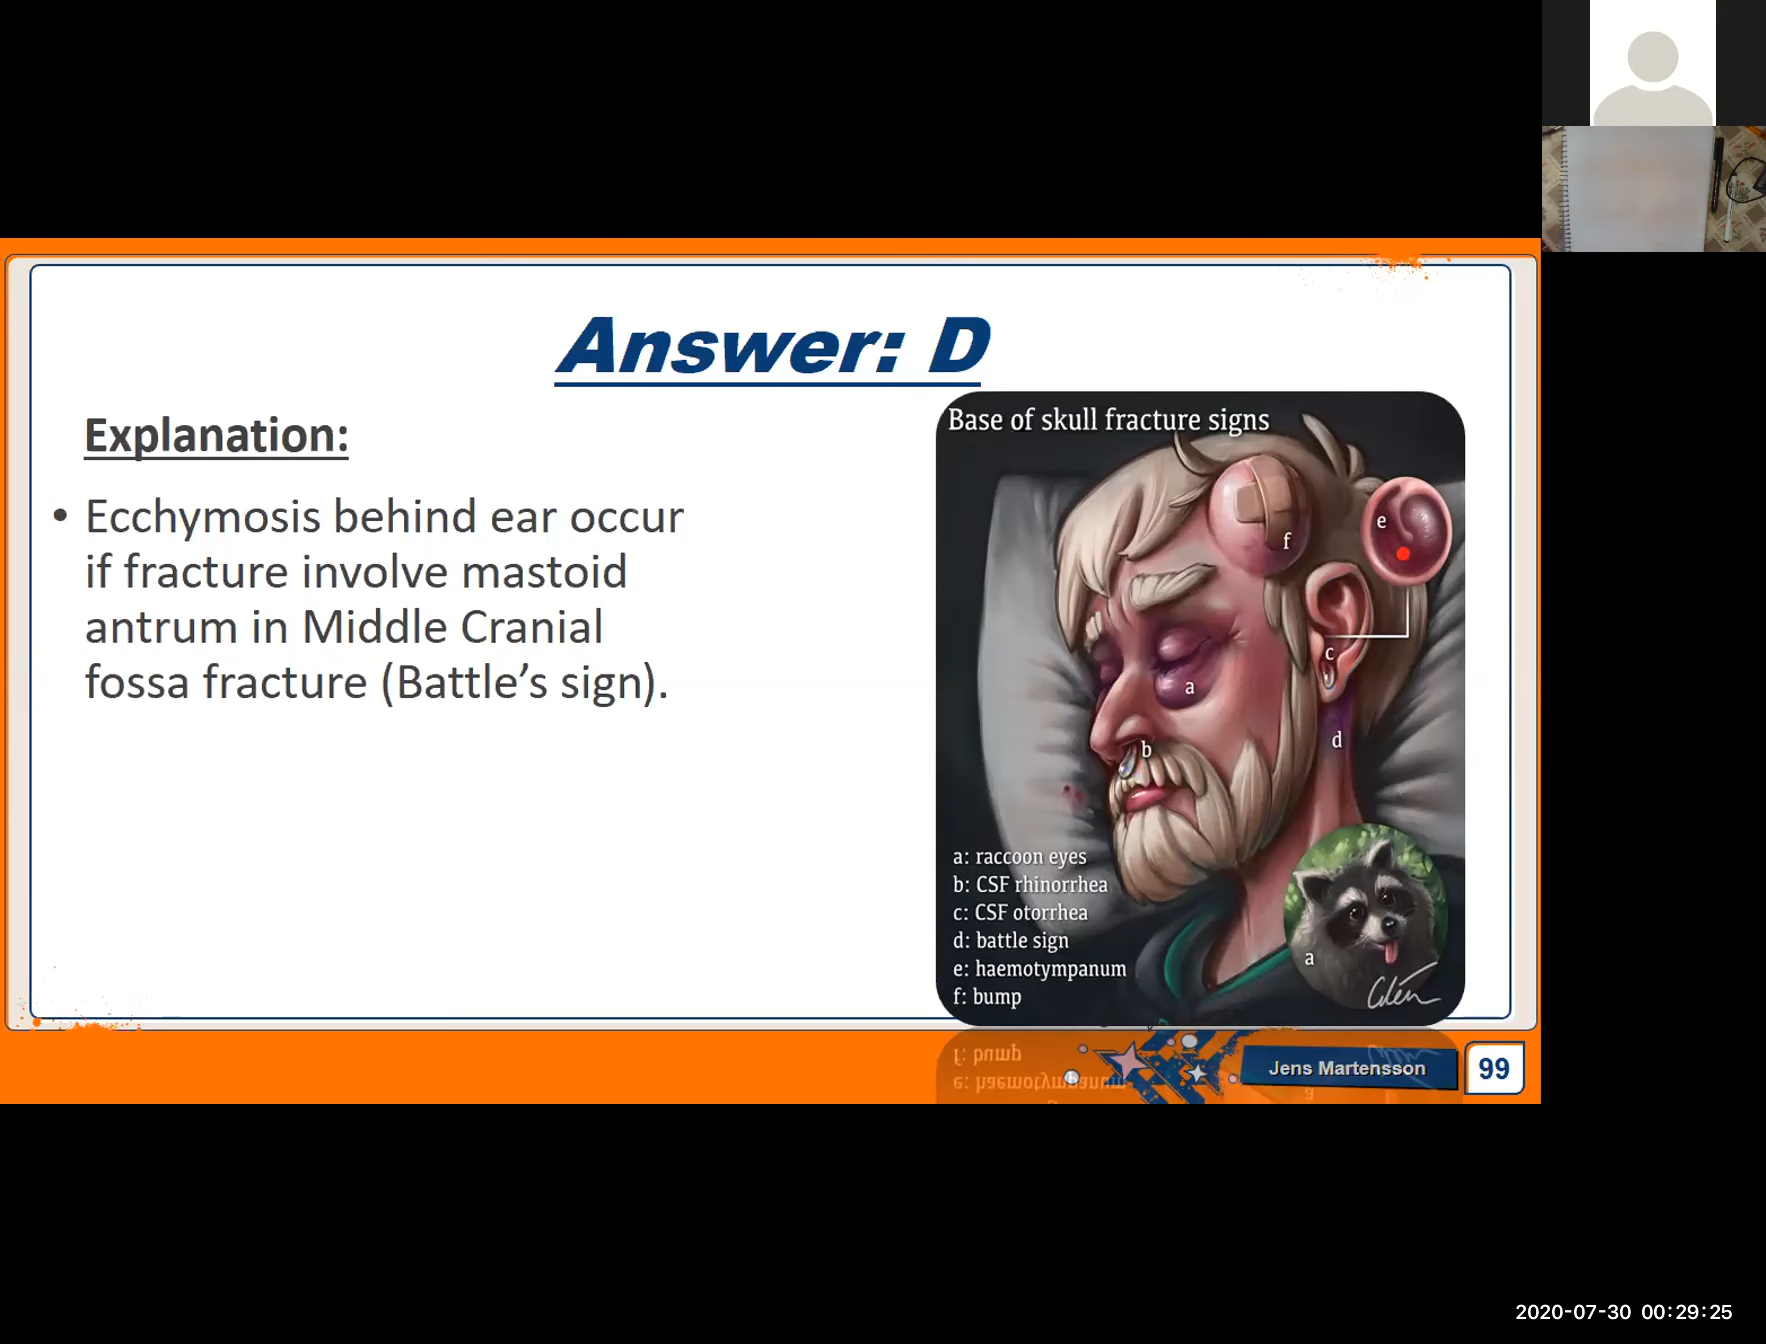 Answer: D
Explanation:
• Ecchymosis behind ear occur
if fracture involve mastoid
antrum in Middle Cranial
fossa fracture (Battle’s sign).
Base of skull fracture signs
f
e
c
a
d
b
a: raccoon eyes
b: CSF rhinorrhea
c: CSF otorrhea
d: battle sign
e: haemotympanum
f: bump
a
f: bump
e: haemotympanum
Jens Martensson
99
2020-07-30 00:29:25